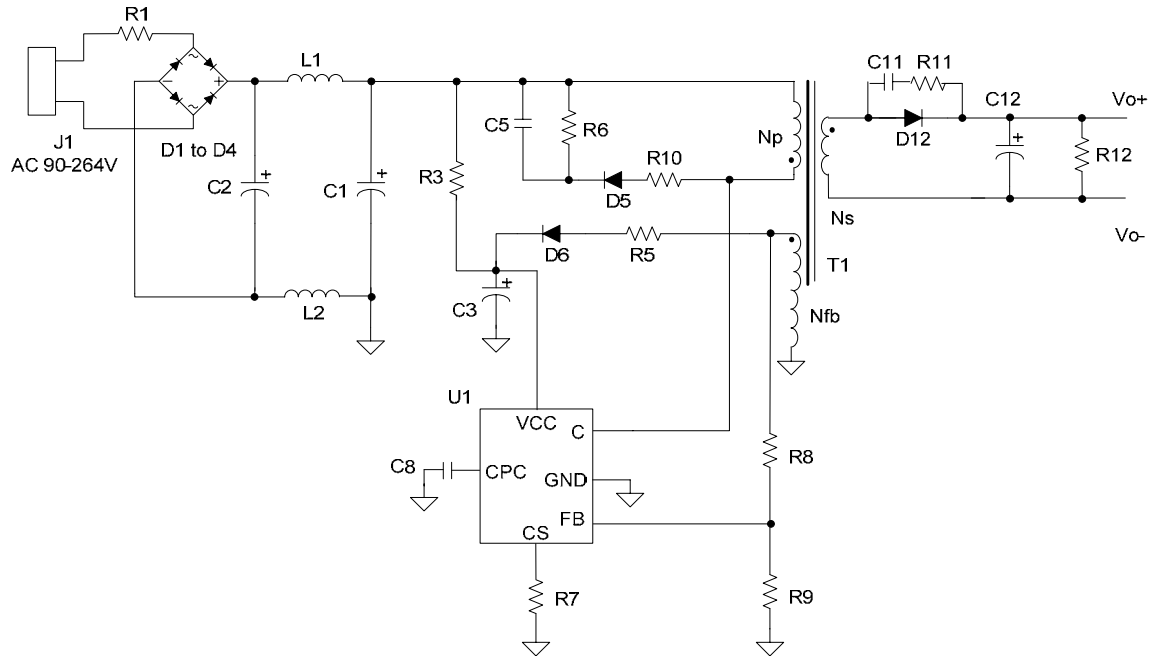 R1
~
~
-
+
J1
AC 90-264V
D1 to D4
L1
C2
+
C1
+
L2
R3
C5
R6
R10
D5
D6
R5
C3
+
Np
Ns
T1
Nfb
C11
R11
D12
C12
+
R12
Vo+
Vo-
U1
VCC
C
CPC
GND
FB
CS
C8
R7
R8
R9